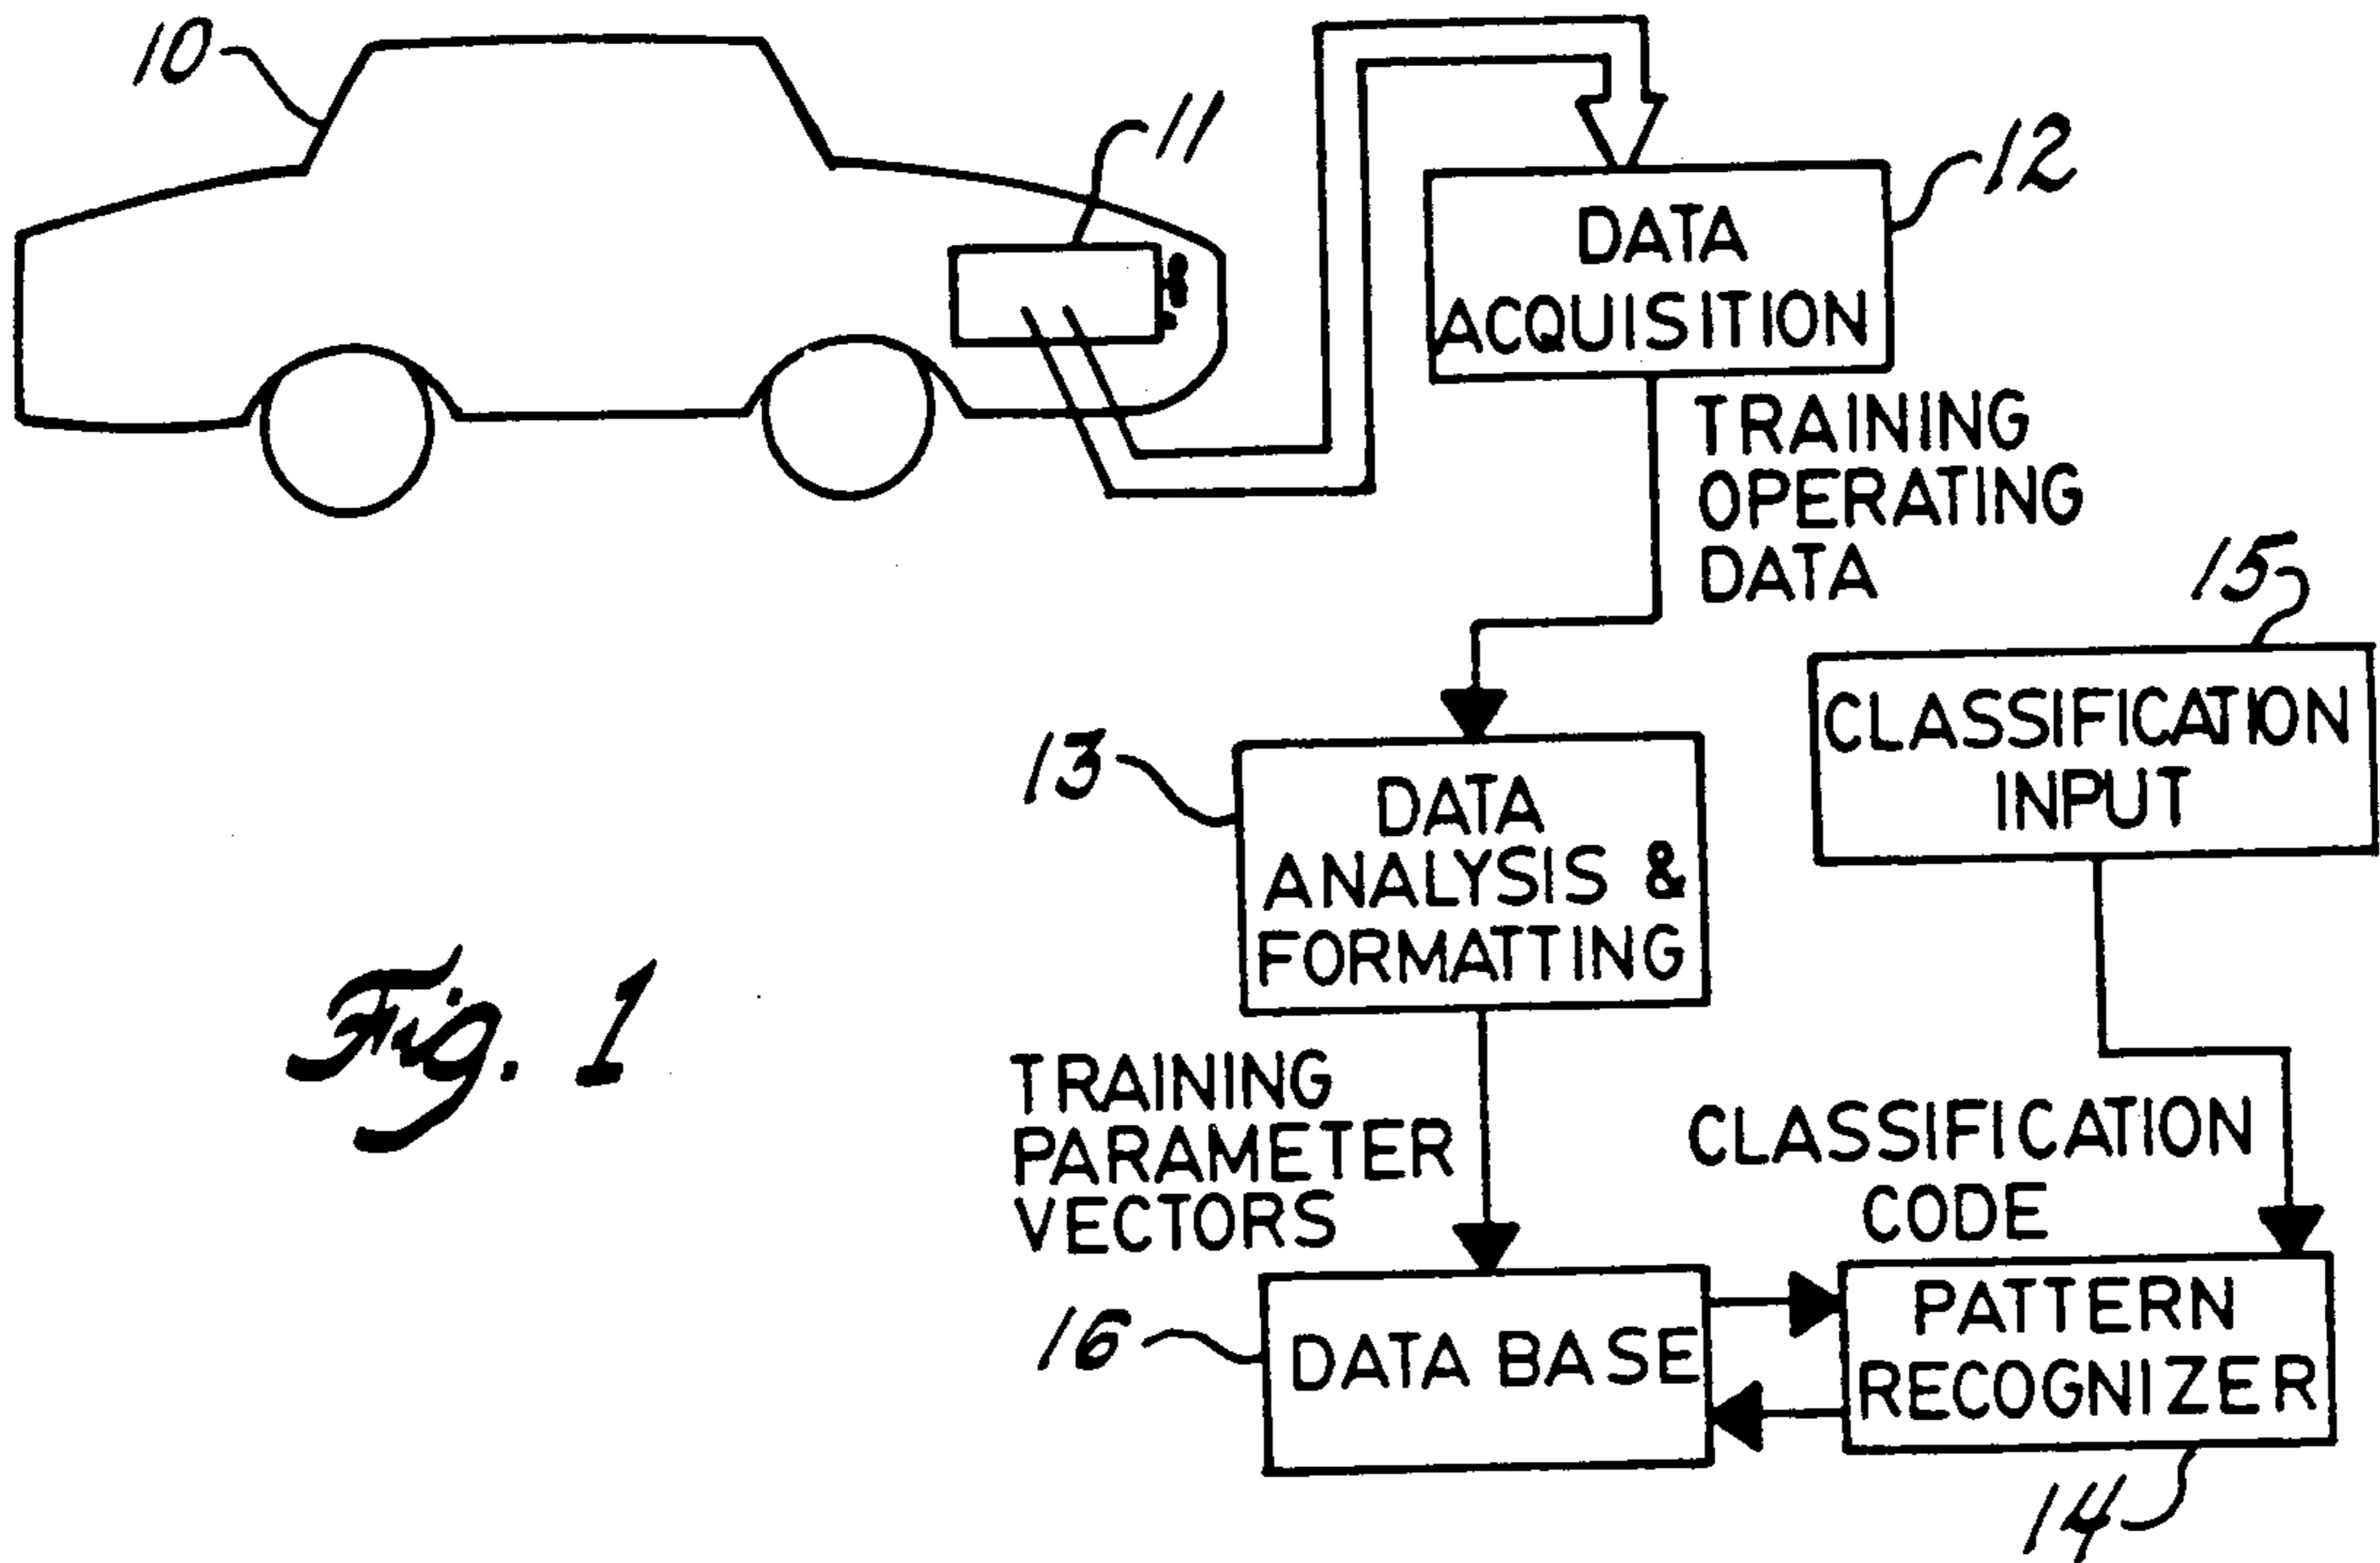 10
11
12
DATA
ACQUISITION
TRAINING
OPERATING
DATA
15
CLASSIFICATION
INPUT
13
DATA
ANALYSIS &
FORMATTING
Fig. 1
TRAINING
PARAMETER
VECTORS
CLASSIFICATION
CODE
16
DATA BASE
PATTERN
RECOGNIZER
14